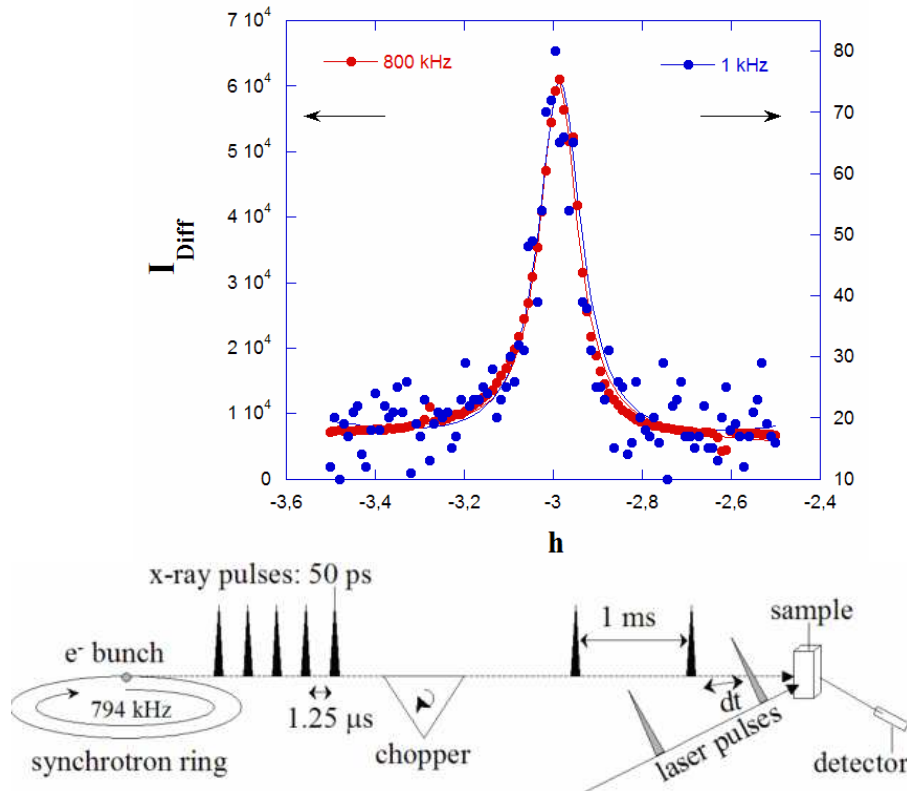 7 10⁴
6 10⁴
5 10⁴
4 10⁴
3 10⁴
2 10⁴
1 10⁴
0
I_Diff
800 kHz
1 kHz
80
70
60
50
40
30
20
10
-3,6 -3,4 -3,2 -3 -2,8 -2,6 -2,4
h
x-ray pulses: 50 ps
e⁻ bunch
794 kHz
synchrotron ring
1.25 μs
chopper
1 ms
dt
laser pulses
sample
detector